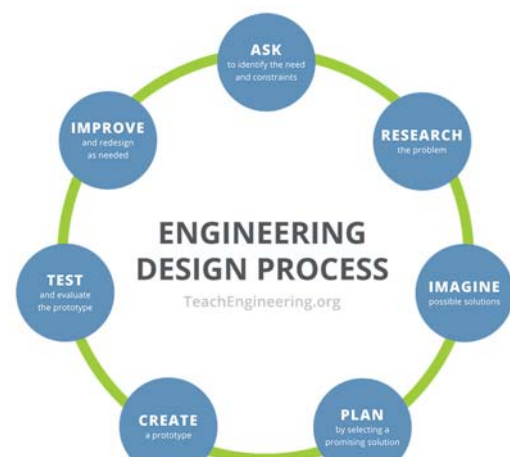 ASK
to identify the need
and constraints
RESEARCH
the problem
IMAGINE
possible solutions
PLAN
by selecting a
promising solution
CREATE
a prototype
TEST
and evaluate
the prototype
IMPROVE
and redesign
as needed
ENGINEERING
DESIGN PROCESS
TeachEngineering.org